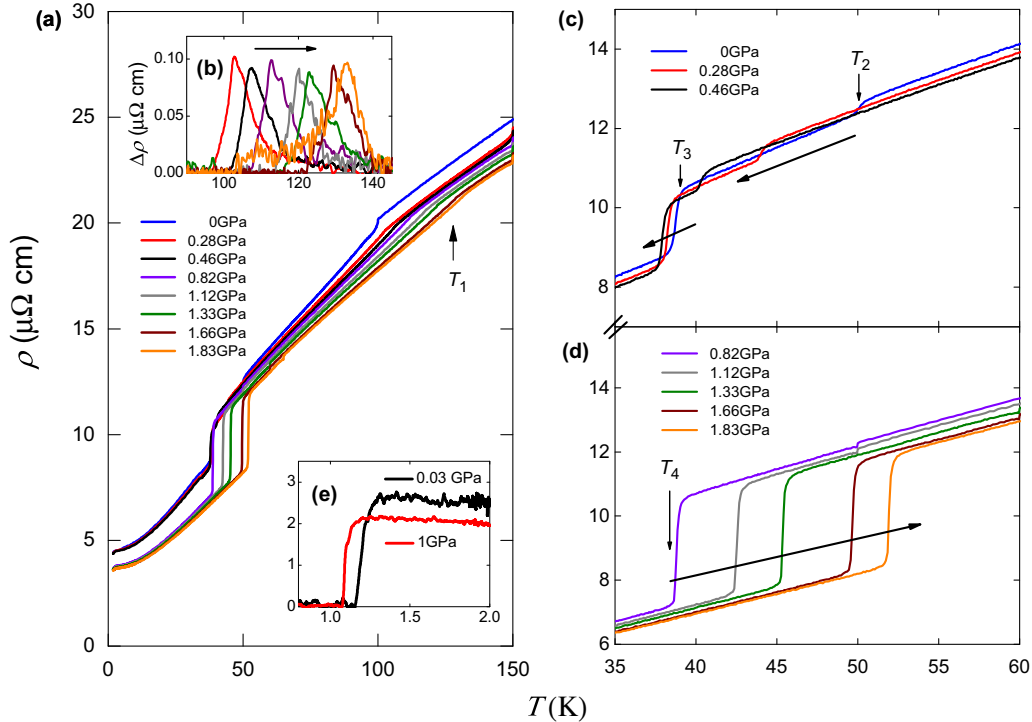 (a)
30
25
20
15
10
5
0
0
50
100
150
ρ (μΩ cm)
T (K)
0GPa
0.28GPa
0.46GPa
0.82GPa
1.12GPa
1.33GPa
1.66GPa
1.83GPa
T1
(b)
Δρ (μΩ cm)
0.10
0.05
0.00
100
120
140
(e)
3
2
1
0
1.0
1.5
2.0
0.03 GPa
1GPa
(c)
14
12
10
8
0GPa
0.28GPa
0.46GPa
T2
T3
(d)
14
12
10
8
6
35
40
45
50
55
60
0.82GPa
1.12GPa
1.33GPa
1.66GPa
1.83GPa
T4